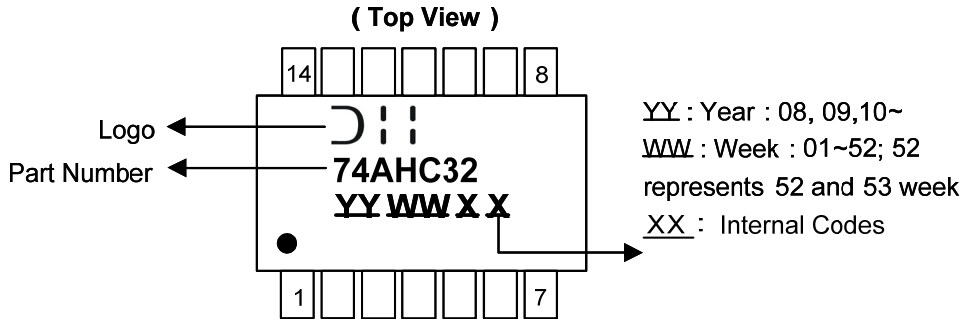 ( Top View )
14 8
Logo
Part Number
74AHC32
YY WW X X
1 7
YY : Year : 08, 09,10~
WW : Week : 01~52; 52
represents 52 and 53 week
XX : Internal Codes